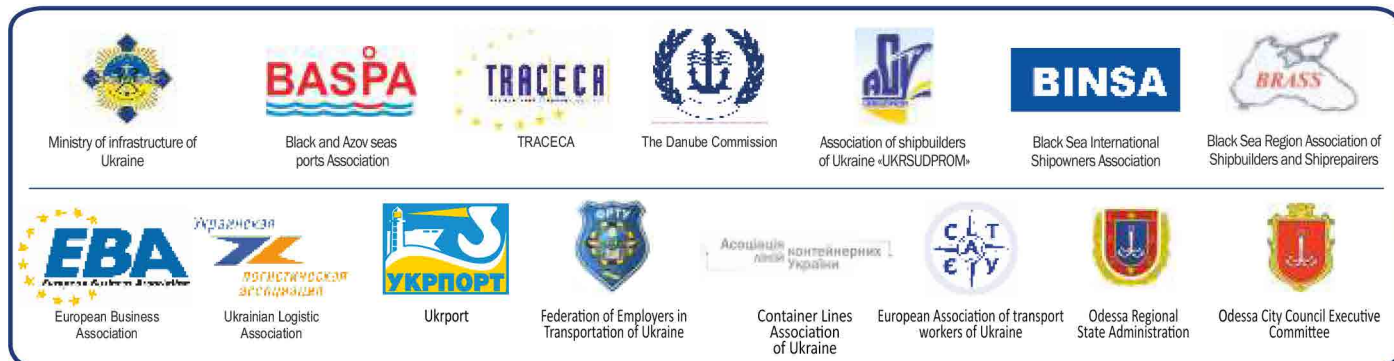 BASPA
TRACECA
BINSA
BRASS
Ministry of infrastructure of
Ukraine
Black and Azov seas
ports Association
TRACECA
The Danube Commission
Association of shipbuilders
of Ukraine «UKRSUDPROM»
Black Sea International
Shipowners Association
Black Sea Region Association of
Shipbuilders and Shiprepairers
EBA
European Business Association
Украинская
логистическая
ассоциация
УКРПОРТ
ФРТУ
Асоціація
ліній
контейнерних
України
European Business
Association
Ukrainian Logistic
Association
Ukrport
Federation of Employers in
Transportation of Ukraine
Container Lines
Association
of Ukraine
European Association of transport
workers of Ukraine
Odessa Regional
State Administration
Odessa City Council Executive
Committee